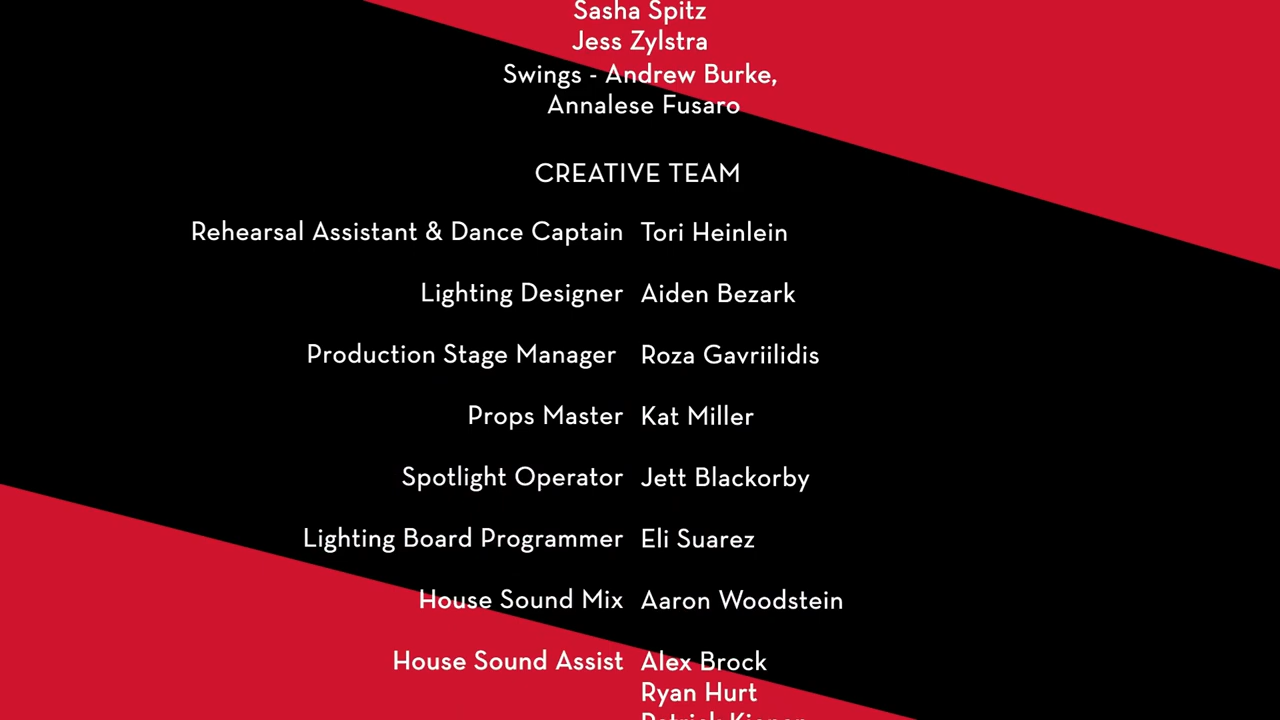 Sasha Spitz
Jess Zylstra
Swings - Andrew Burke,
Annalese Fusaro
CREATIVE TEAM
Rehearsal Assistant & Dance Captain Tori Heinlein
Lighting Designer Aiden Bezark
Production Stage Manager Roza Gavriilidis
Props Master Kat Miller
Spotlight Operator Jett Blackorby
Lighting Board Programmer Eli Suarez
House Sound Mix Aaron Woodstein
House Sound Assist Alex Brock
Ryan Hurt